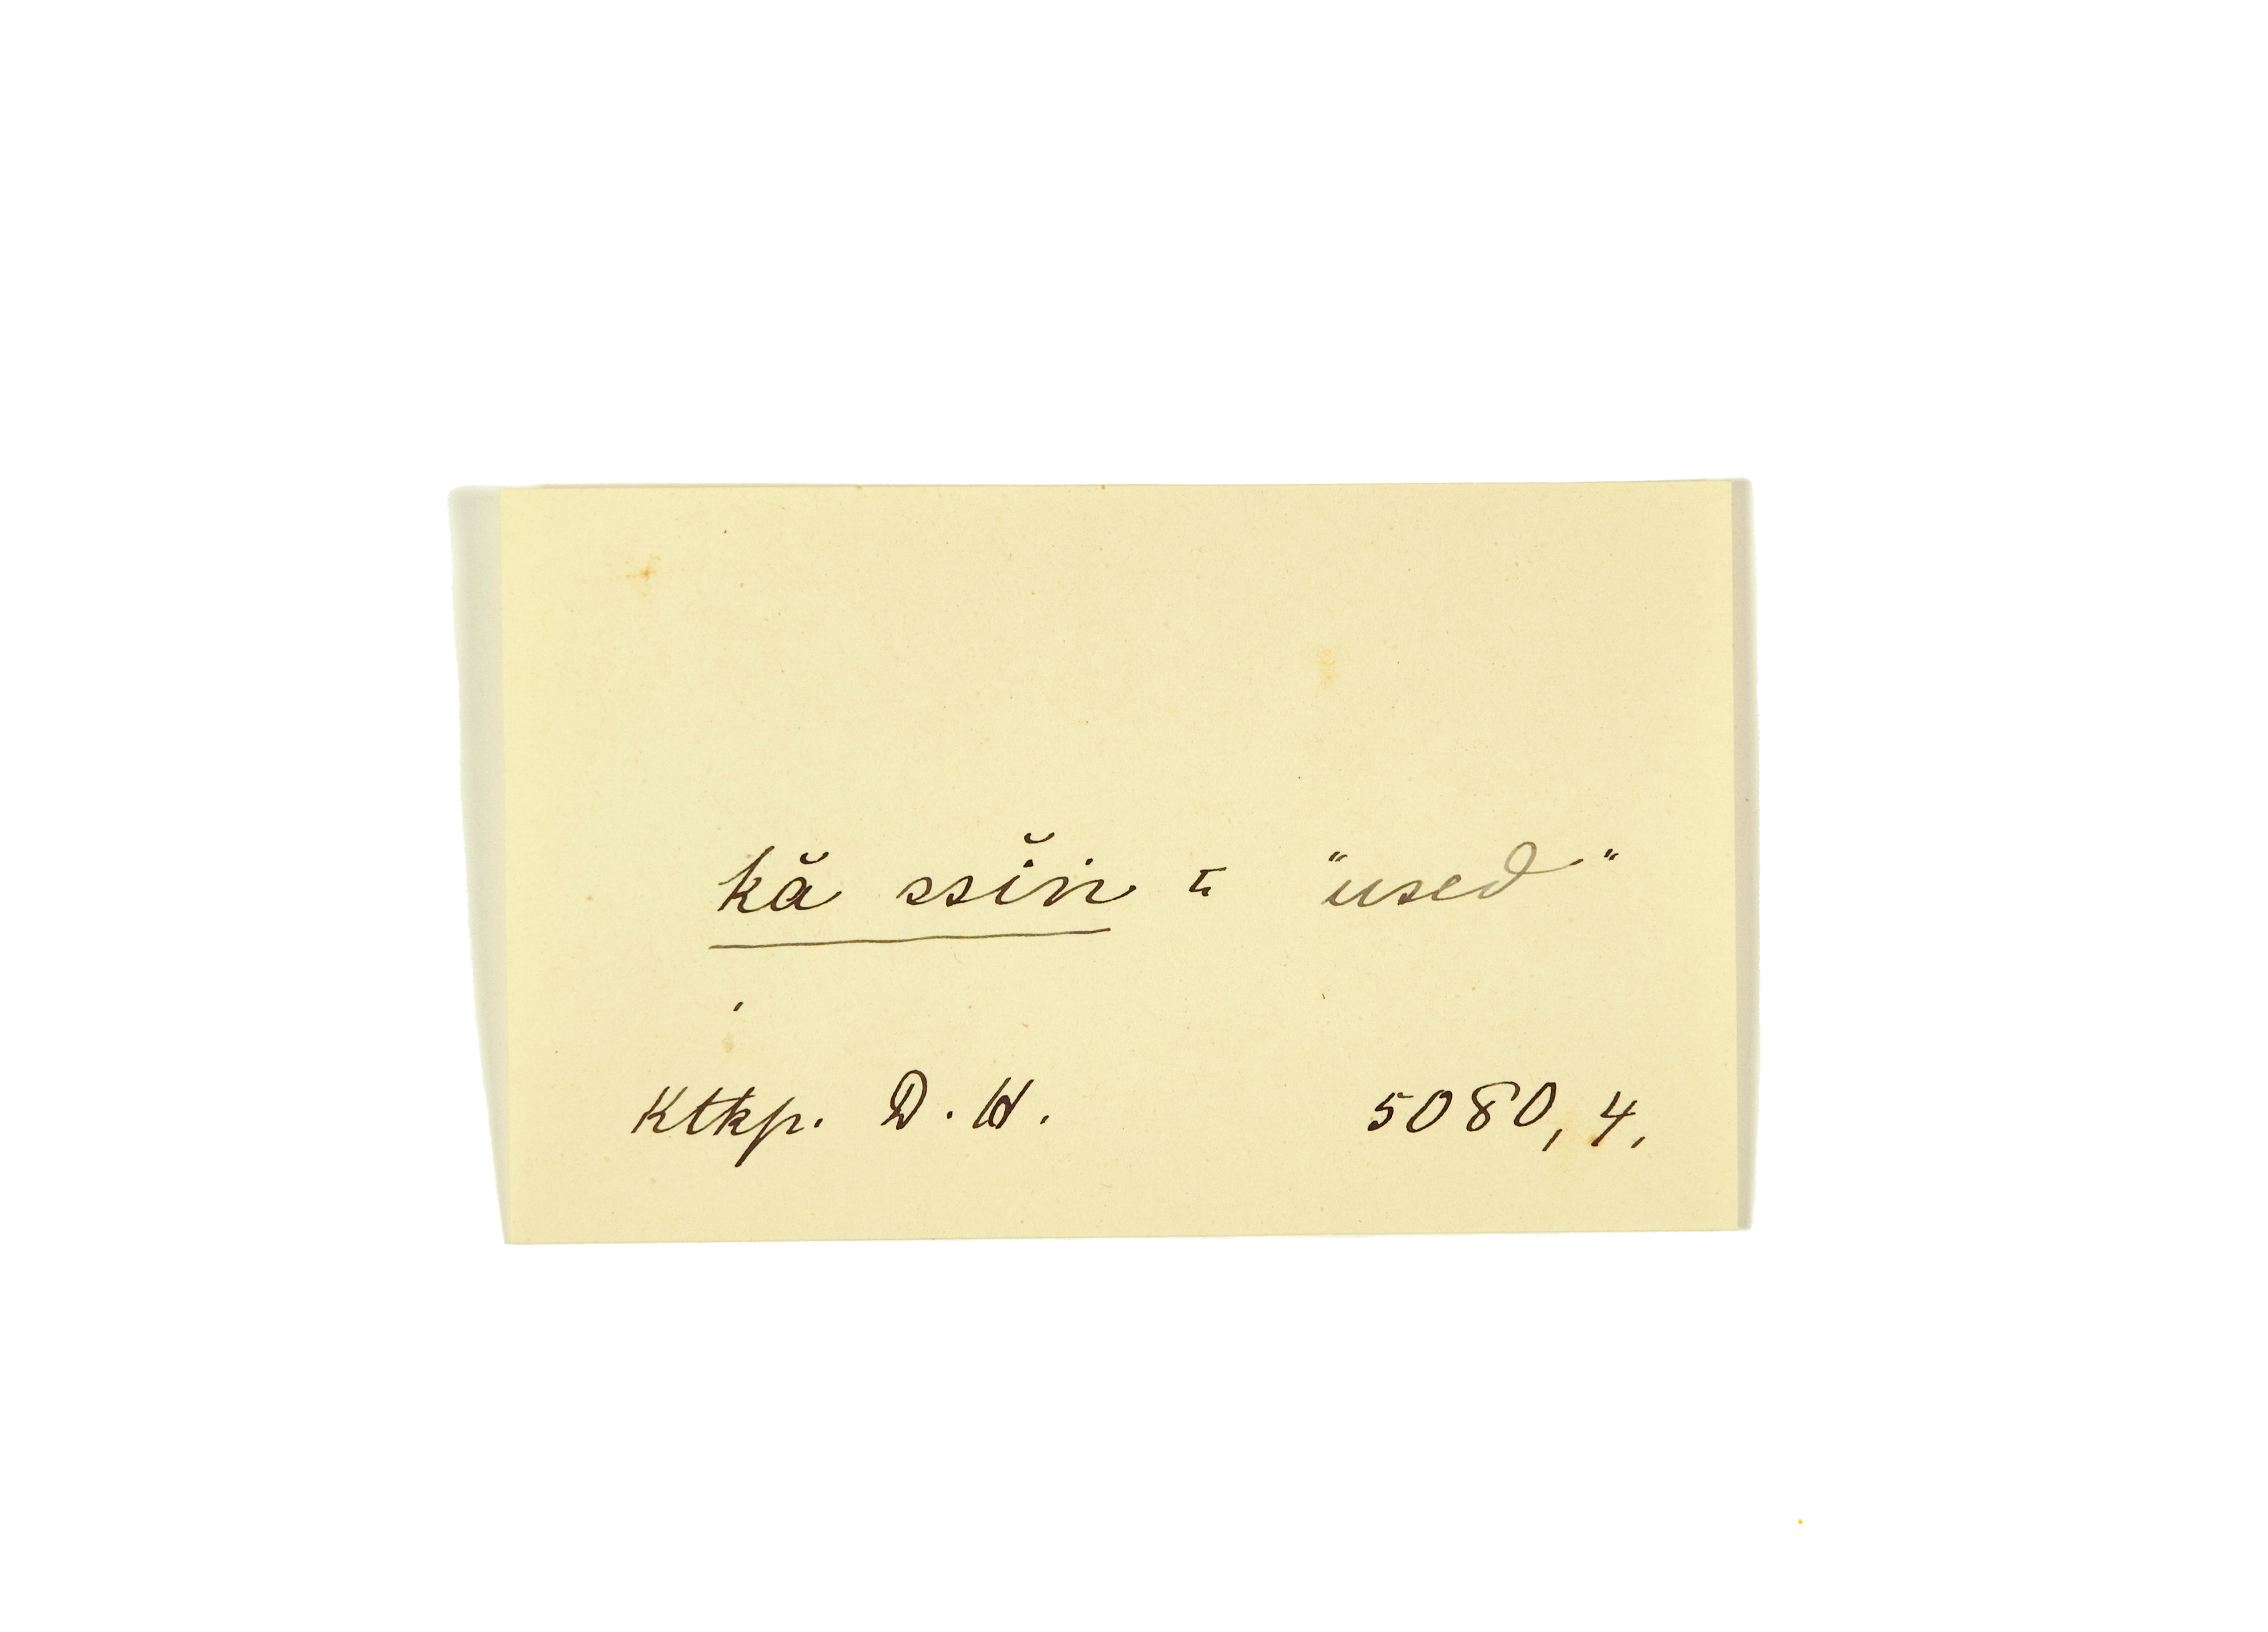 kă ssĭn = "used"
Ktkp. D. H. 5080, 4,